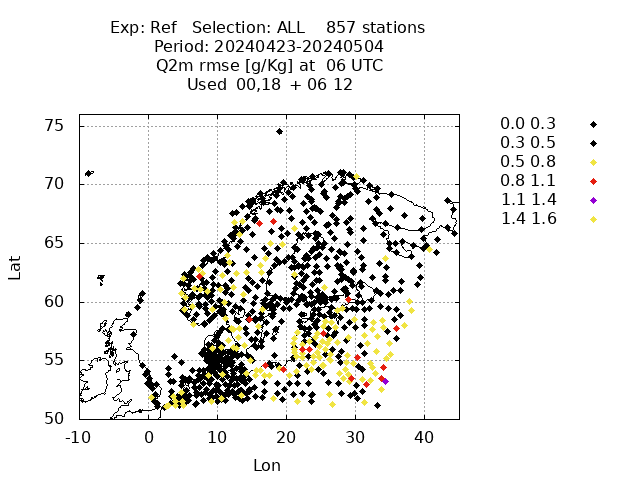 Exp: Ref Selection: ALL 857 stations
Period: 20240423-20240504
Q2m rmse [g/Kg] at 06 UTC
Used 00,18 + 06 12
75
70
65
60
55
50
Lat
-10 0 10 20 30 40
Lon
0.0 0.3
0.3 0.5
0.5 0.8
0.8 1.1
1.1 1.4
1.4 1.6